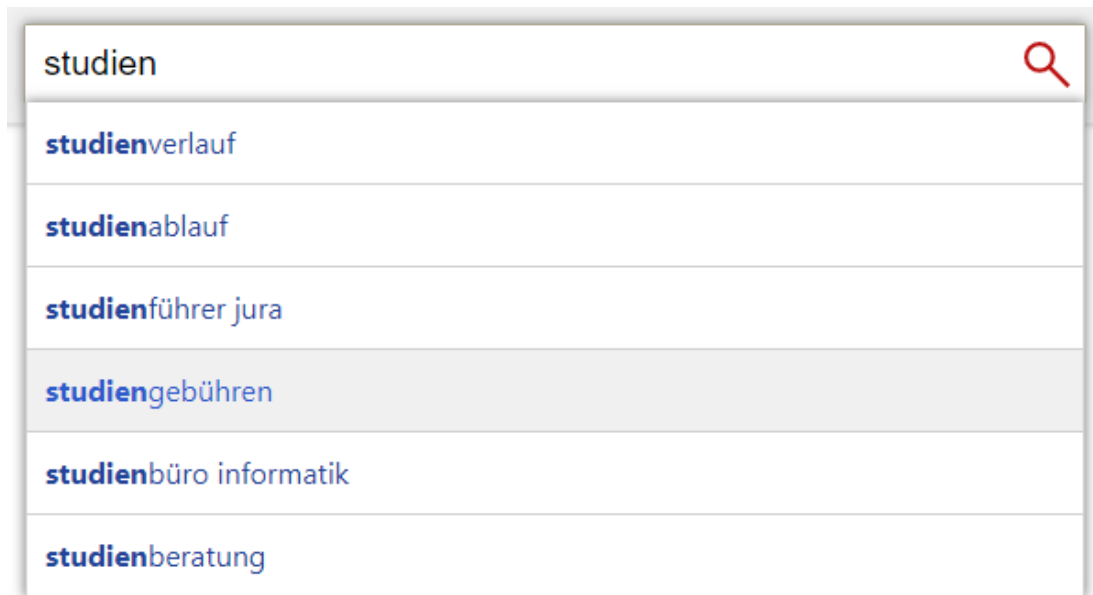 studien
studienverlauf
studienablauf
studienführer jura
studiengebühren
studienbüro informatik
studienberatung